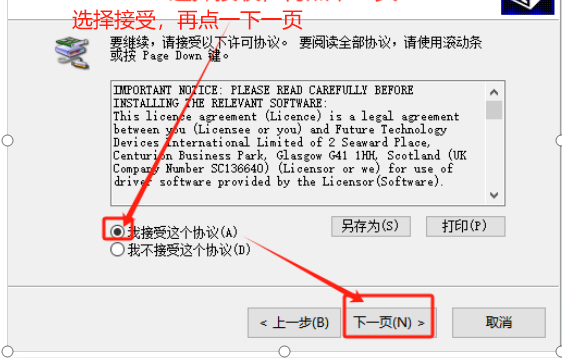 选择接受，再点一下一页
要继续，请接受以下许可协议。 要阅读全部协议，请使用滚动条
或按 Page Down 键。
IMPORTANT NOTICE: PLEASE READ CAREFULLY BEFORE
INSTALLING THE RELEVANT SOFTWARE:
This licence agreement (Licence) is a legal agreement
between you (Licensee or you) and Future Technology
Devices International Limited of 2 Seaward Place,
Centurion Business Park, Glasgow G41 1HH, Scotland (UK
Company Number SC136640) (Licensor or we) for use of
driver software provided by the Licensor(Software).
另存为(S)
打印(P)
我接受这个协议(A)
我不接受这个协议(D)
< 上一步(B)
下一页(N) >
取消